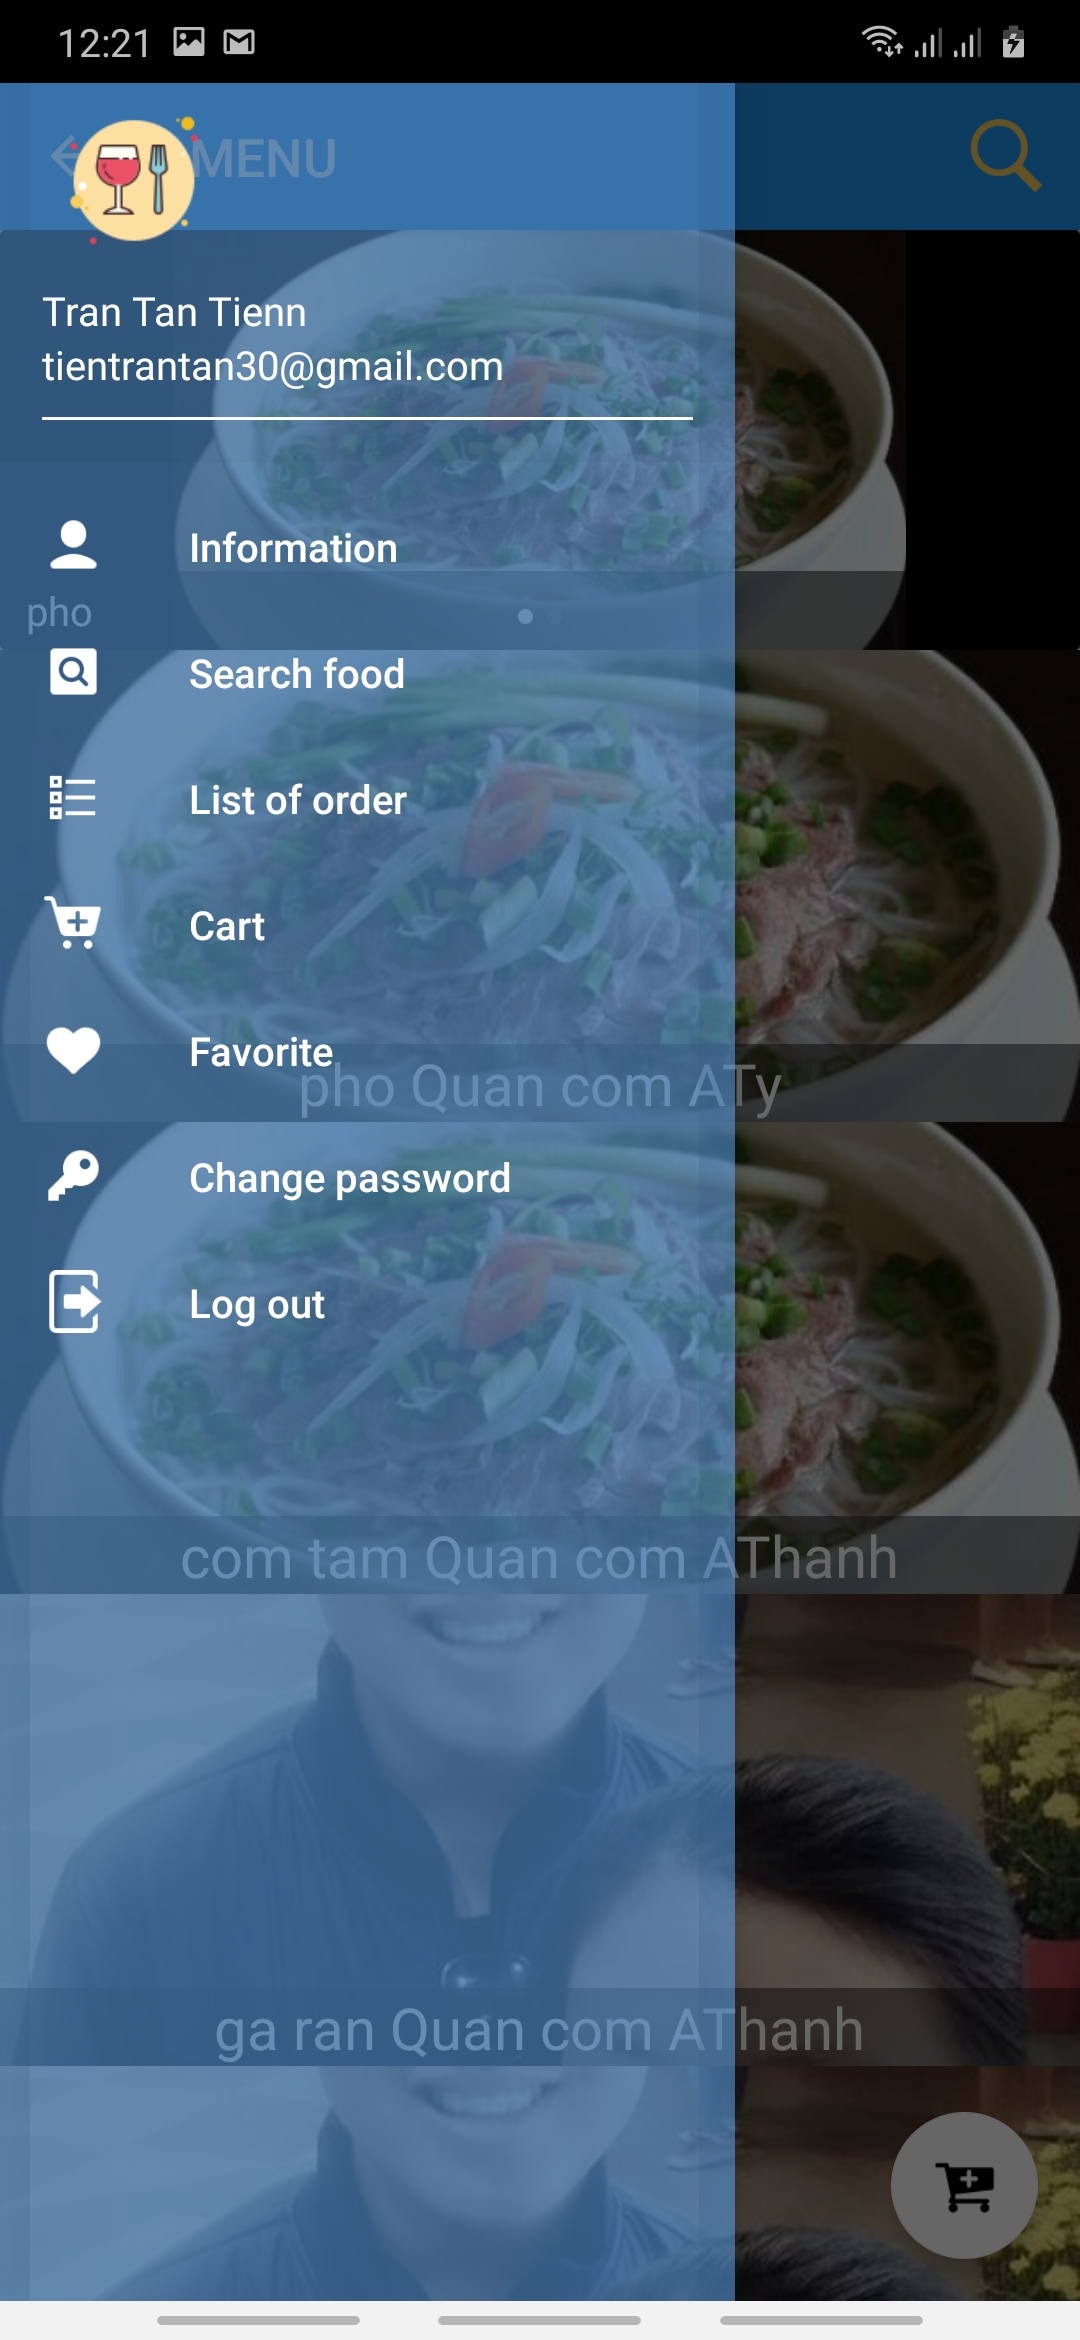 12:21
MENU
Tran Tan Tienn
tientrantan30@gmail.com
Information
pho
Search food
List of order
Cart
Favorite
pho Quan com ATy
Change password
Log out
com tam Quan com AThanh
ga ran Quan com AThanh